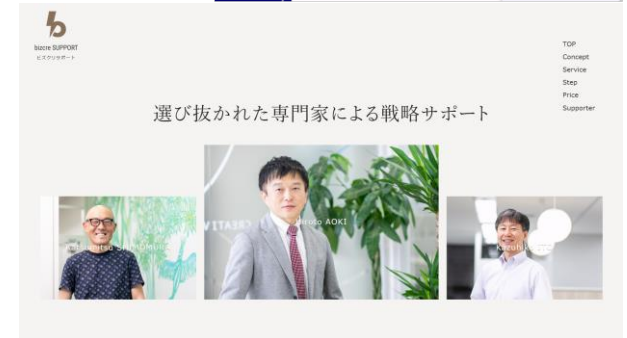 bizcre SUPPORT
ビズクリサポート
TOP
Concept
Service
Step
Price
Supporter
選び抜かれた専門家による戦略サポート
Hiroto AOKI